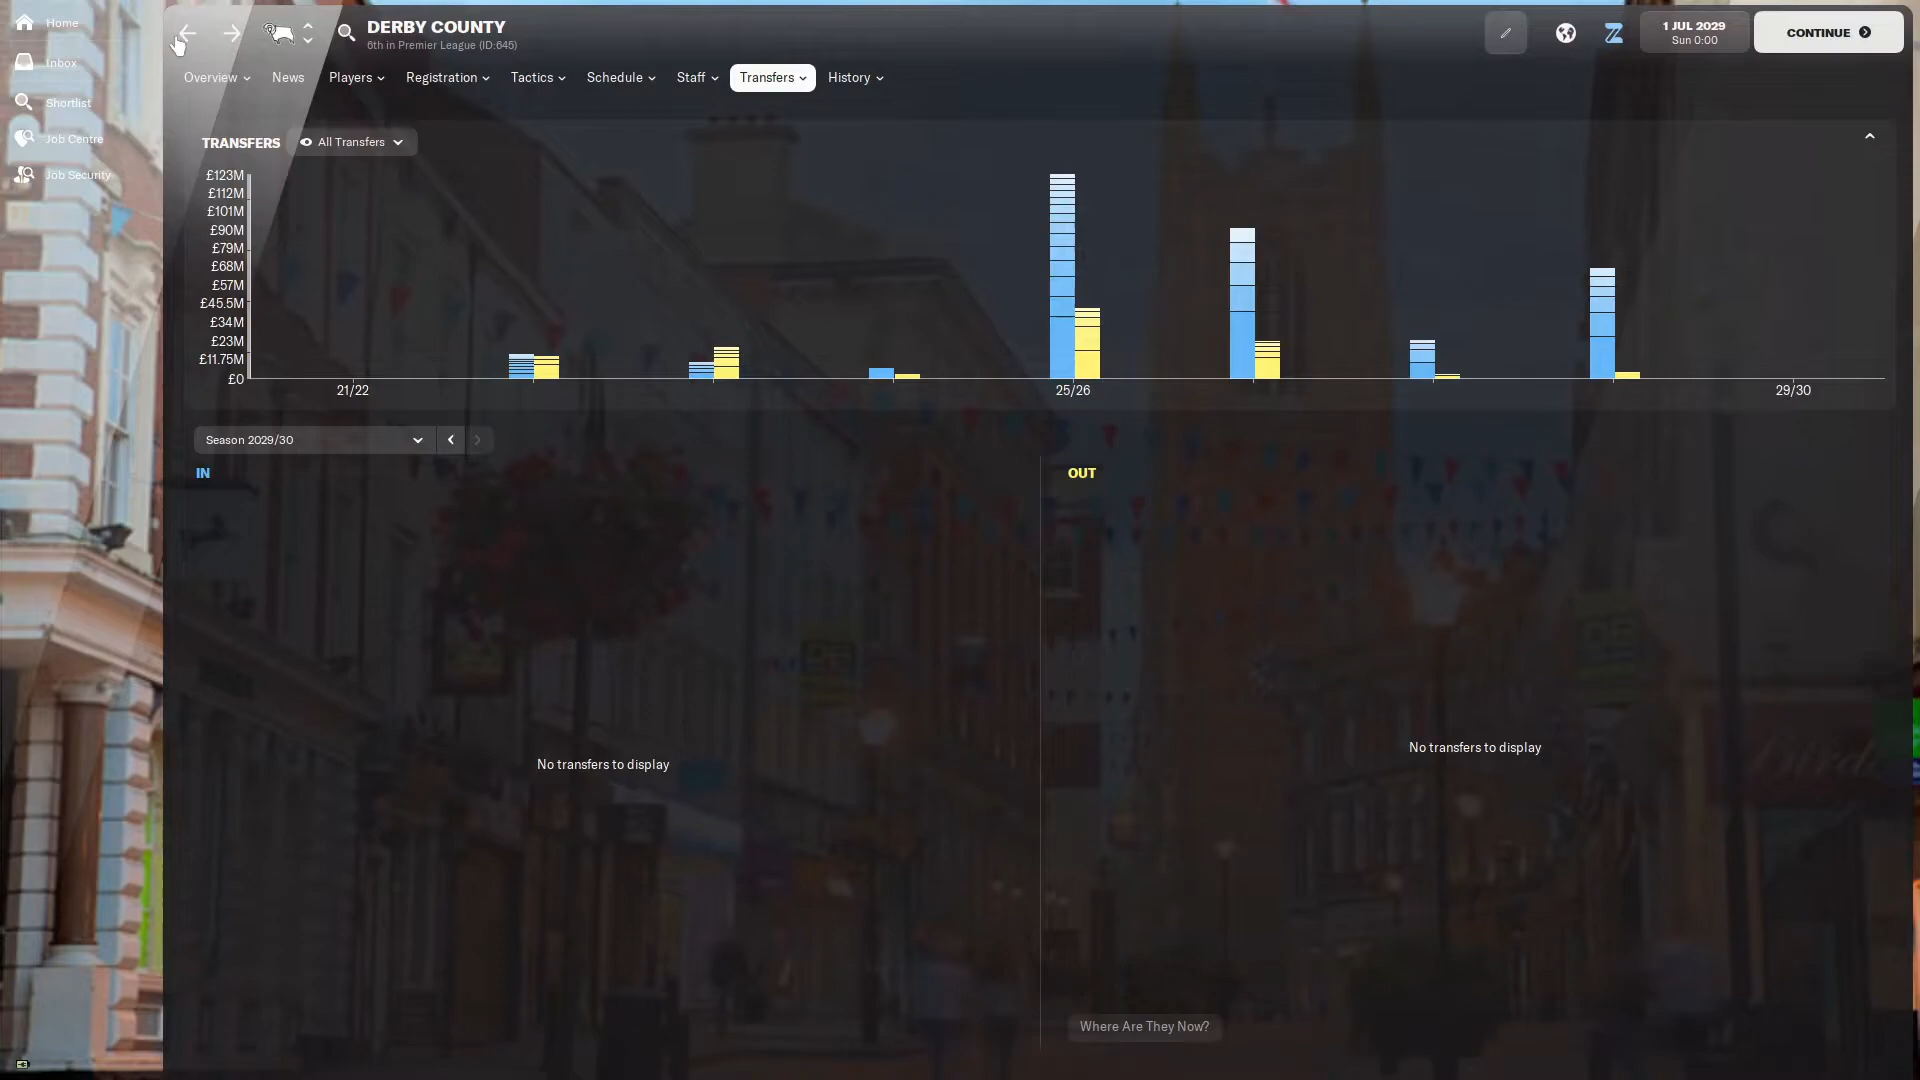 Home
Inbox
Shortlist
Job Centre
Job Security
DERBY COUNTY
6th in Premier League (ID:645)
1 JUL 2029
Sun 0:00
CONTINUE
Overview
News
Players
Registration
Tactics
Schedule
Staff
Transfers
History
TRANSFERS
All Transfers
£123M
£112M
£101M
£90M
£79M
£68M
£57M
£45.5M
£34M
£23M
£11.75M
£0
21/22
25/26
29/30
Season 2029/30
IN
OUT
No transfers to display
No transfers to display
Where Are They Now?